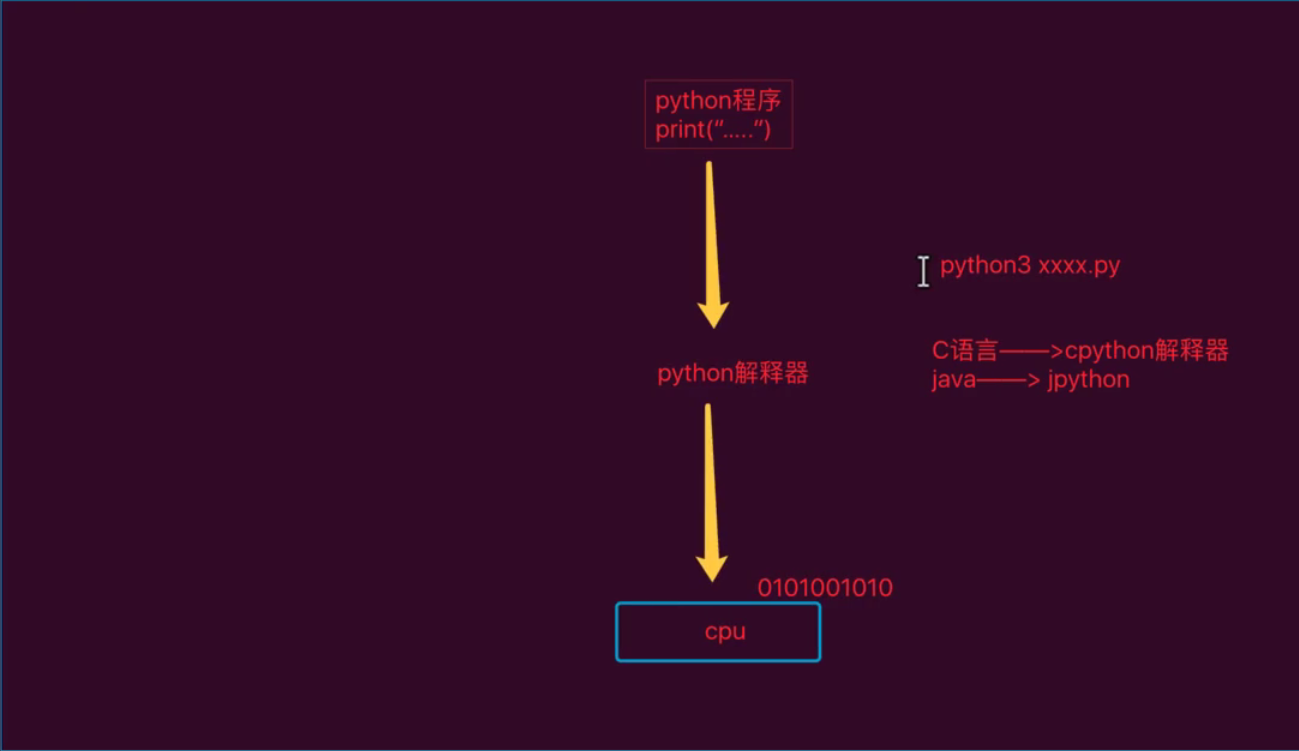 python程序
print(“.....”)
python3 xxxx.py
C语言——>cpython解释器
java——> jpython
python解释器
0101001010
cpu